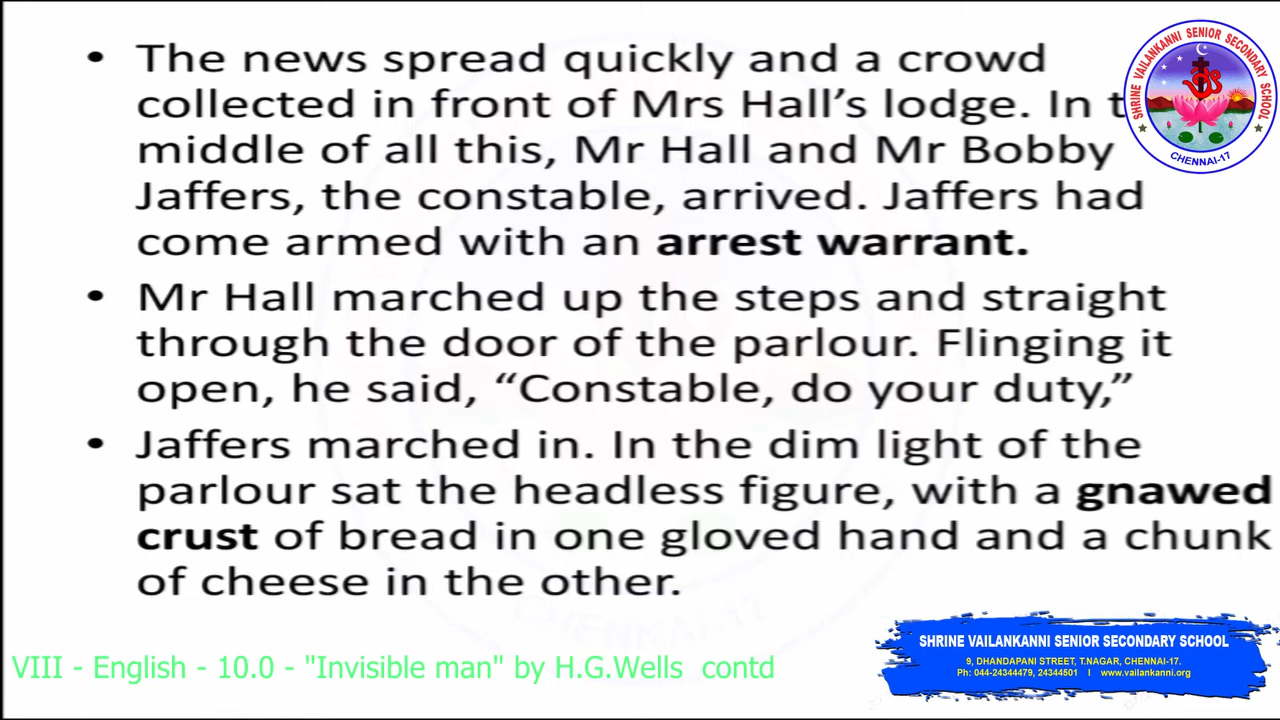 • The news spread quickly and a crowd
collected in front of Mrs Hall's lodge. In t
middle of all this, Mr Hall and Mr Bobby
Jaffers, the constable, arrived. Jaffers had
come armed with an arrest warrant.
• Mr Hall marched up the steps and straight
through the door of the parlour. Flinging it
open, he said, “Constable, do your duty,”
• Jaffers marched in. In the dim light of the
parlour sat the headless figure, with a gnawed
crust of bread in one gloved hand and a chunk
of cheese in the other.
SHRINE VAILANKANNI SENIOR SECONDARY SCHOOL
CHENNAI-17
CHENNAI-17
VIII - English - 10.0 - "Invisible man" by H.G.Wells contd
SHRINE VAILANKANNI SENIOR SECONDARY SCHOOL
9, DHANDAPANI STREET, T.NAGAR, CHENNAI-17.
Ph: 044-24344479, 24344501 I www.vailankanni.org